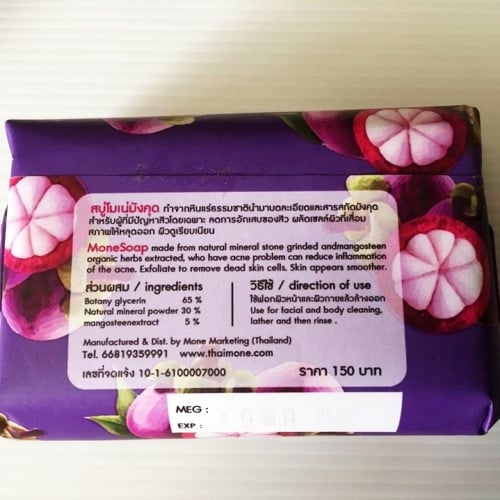 สบู่โมเน่มังคุด ทำจากหินแร่ธรรมชาตินำมาบดละเอียดและสารสกัดมังคุด
สำหรับผู้ที่มีปัญหาสิวโดยเฉพาะ ลดการอักเสบของสิว ผลัดเซลล์ผิวที่เสื่อม
สภาพให้หลุดออก ผิวดูเรียบเนียน
MoneSoap made from natural mineral stone grinded andmangosteen
organic herbs extracted, who have acne problem can reduce inflammation
of the acne. Exfoliate to remove dead skin cells. Skin appears smoother.
ส่วนผสม / ingredients
Botany glycerin 65 %
Natural mineral powder 30 %
mangosteenextract 5 %
วิธีใช้ / direction of use
ใช้ฟอกผิวหน้าและผิวกายแล้วล้างออก
Use for facial and body cleaning,
lather and then rinse .
Manufactured & Dist. by Mone Marketing (Thailand)
Tel. 66819359991 www.thaimone.com
เลขที่จดแจ้ง 10-1-6100007000 ราคา 150 บาท
MEG :
EXP :